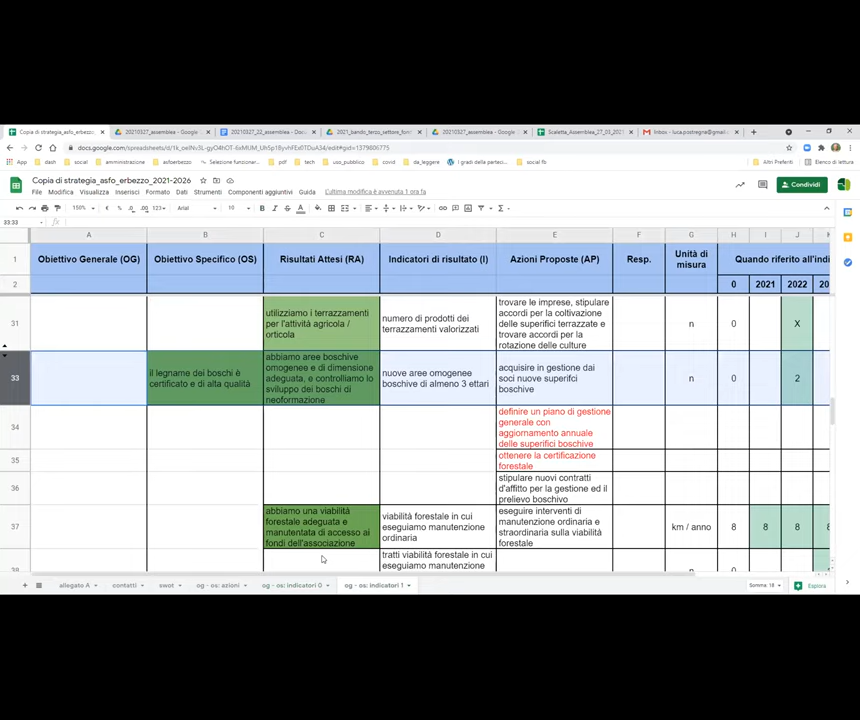 Copia di strategia_asfo_erbezzo
20210327_assemblea - Google
20210327_22_assemblea - Doc
2021_bando_terzo_settore_fon
20210327_assemblea - Google
Scaletta_Assemblea_27_03_2021
Inbox - luca.postregna@gmail
App dash social amministrazione asfoerbezzo Selezione funzionar... pdf tech uso_pubblico covid da_leggere I gradi della parteci... social fb Altri Preferiti Elenco di lettura
Copia di strategia_asfo_erbezzo_2021-2026
File Modifica Visualizza Inserisci Formato Dati Strumenti Componenti aggiuntivi Guida L'ultima modifica è avvenuta 1 ora fa
Condividi
150% € % .0 .00 123 Arial 10
33:33
A B C D E F G H I J K
1 Obiettivo Generale (OG) Obiettivo Specifico (OS) Risultati Attesi (RA) Indicatori di risultato (I) Azioni Proposte (AP) Resp. Unità di misura Quando riferito all'indi
2 0 2021 2022 20
31
utilizziamo i terrazzamenti
per l'attività agricola /
orticola
numero di prodotti dei
terrazzamenti valorizzati
trovare le imprese, stipulare
accordi per la coltivazione
delle superfici terrazzate e
trovare accordi per la
rotazione delle culture
n 0 X
33
il legname dei boschi è
certificato e di alta qualità
abbiamo aree boschive
omogenee e di dimensione
adeguata, e controlliamo lo
sviluppo dei boschi di
neoformazione
nuove aree omogenee
boschive di almeno 3 ettari
acquisire in gestione dai
soci nuove superifci
boschive
n 0 2
34
definire un piano di gestione
generale con
aggiornamento annuale
delle superifici boschive
35
ottenere la certificazione
forestale
36
stipulare nuovi contratti
d'affitto per la gestione ed il
prelievo boschivo
37
abbiamo una viabilità
forestale adeguata e
manutentata di accesso ai
fondi dell'associazione
viabilità forestale in cui
eseguiamo manutenzione
ordinaria
eseguire interventi di
manutenzione ordinaria e
straordinaria sulla viabilità
forestale
km / anno 8 8 8 8
38
tratti viabilità forestale in cui
eseguiamo manutenzione
n 0
allegato A contatti swot og - os: azioni og - os: indicatori 0 og - os: indicatori 1 Somma: 18 Esplora